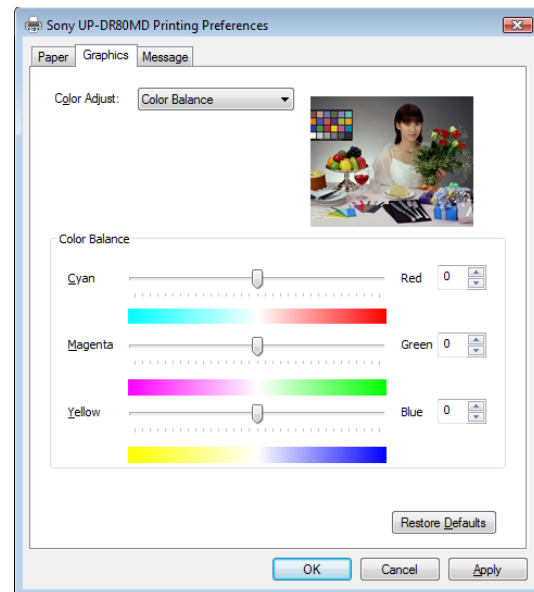 Sony UP-DR80MD Printing Preferences
Paper Graphics Message
Color Adjust: Color Balance
Color Balance
Cyan Red 0
Magenta Green 0
Yellow Blue 0
Restore Defaults
OK Cancel Apply